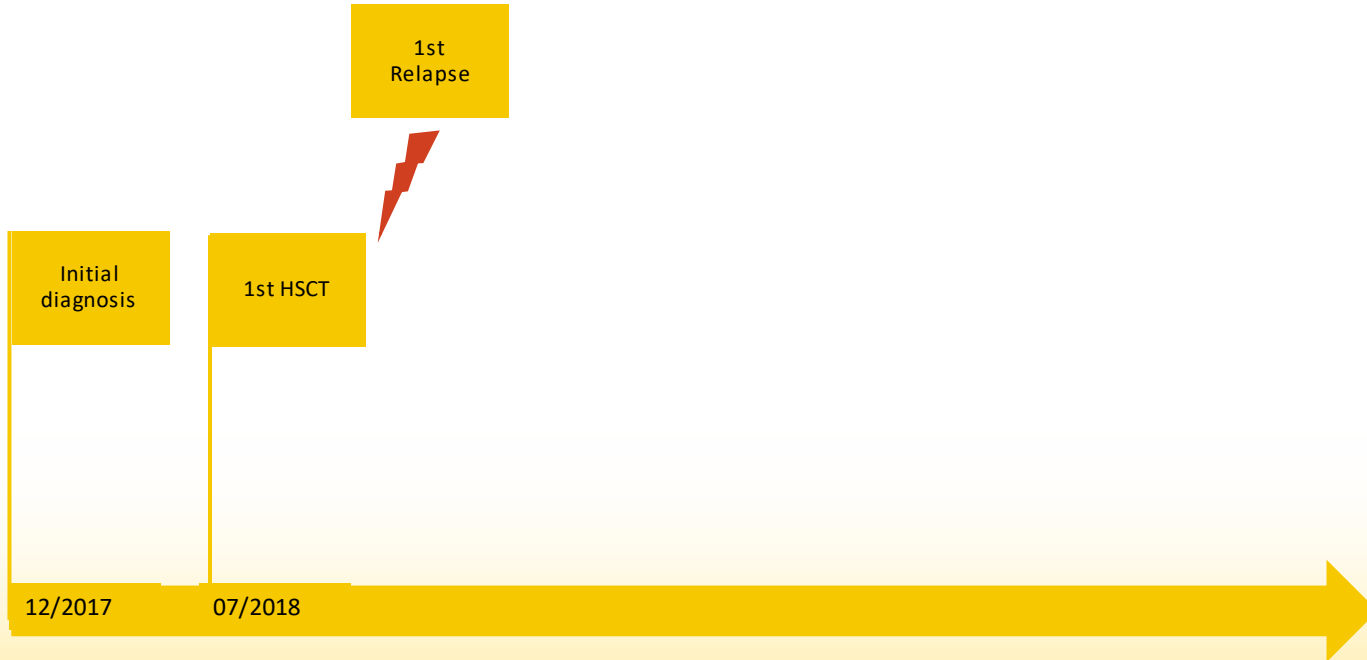 1st
Relapse
Initial
diagnosis
1st HSCT
12/2017
07/2018